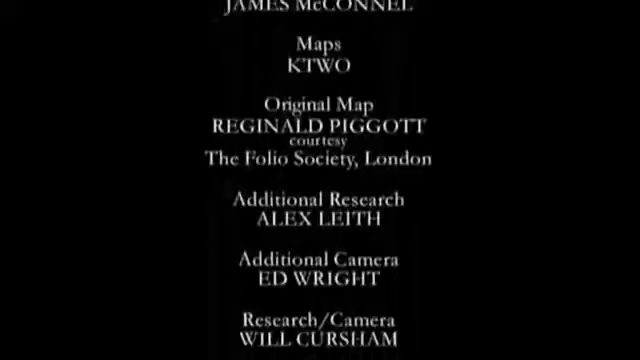 JAMES McCONNEL
Maps
KTWO
Original Map
REGINALD PIGGOTT
courtesy
The Folio Society, London
Additional Research
ALEX LEITH
Additional Camera
ED WRIGHT
Research/Camera
WILL CURSHAM